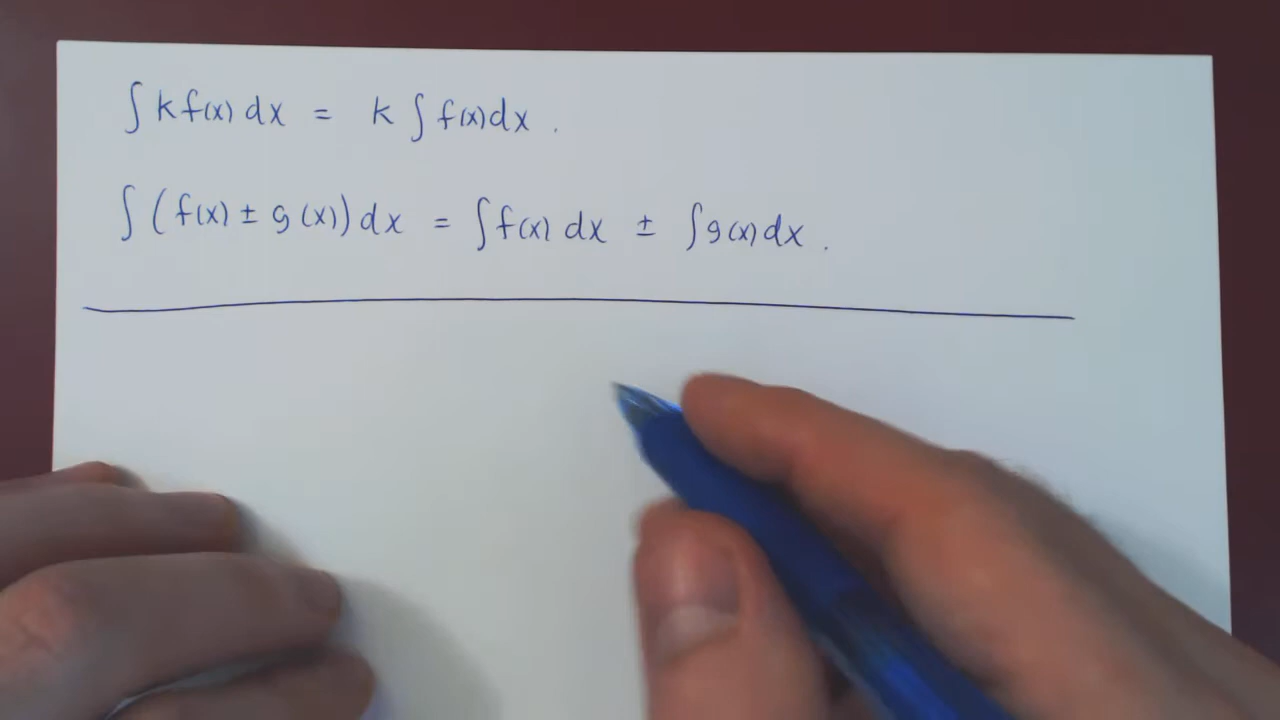 ∫ k f(x) dx = k ∫ f(x) dx .
∫ ( f(x) ± g(x) ) dx = ∫ f(x) dx ± ∫ g(x) dx .